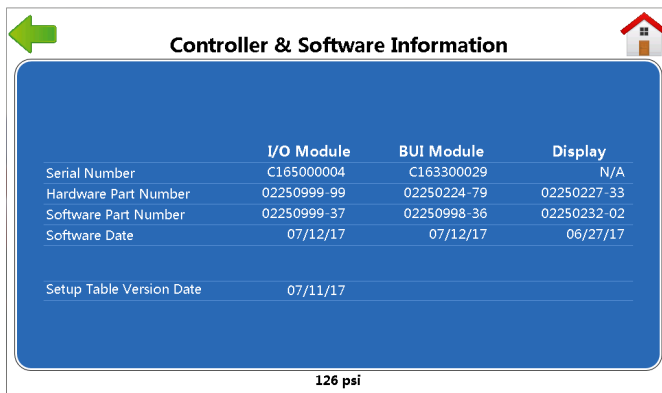 Controller & Software Information
I/O Module BUI Module Display
Serial Number C165000004 C163300029 N/A
Hardware Part Number 02250999-99 02250224-79 02250227-33
Software Part Number 02250999-37 02250998-36 02250232-02
Software Date 07/12/17 07/12/17 06/27/17
Setup Table Version Date 07/11/17
126 psi